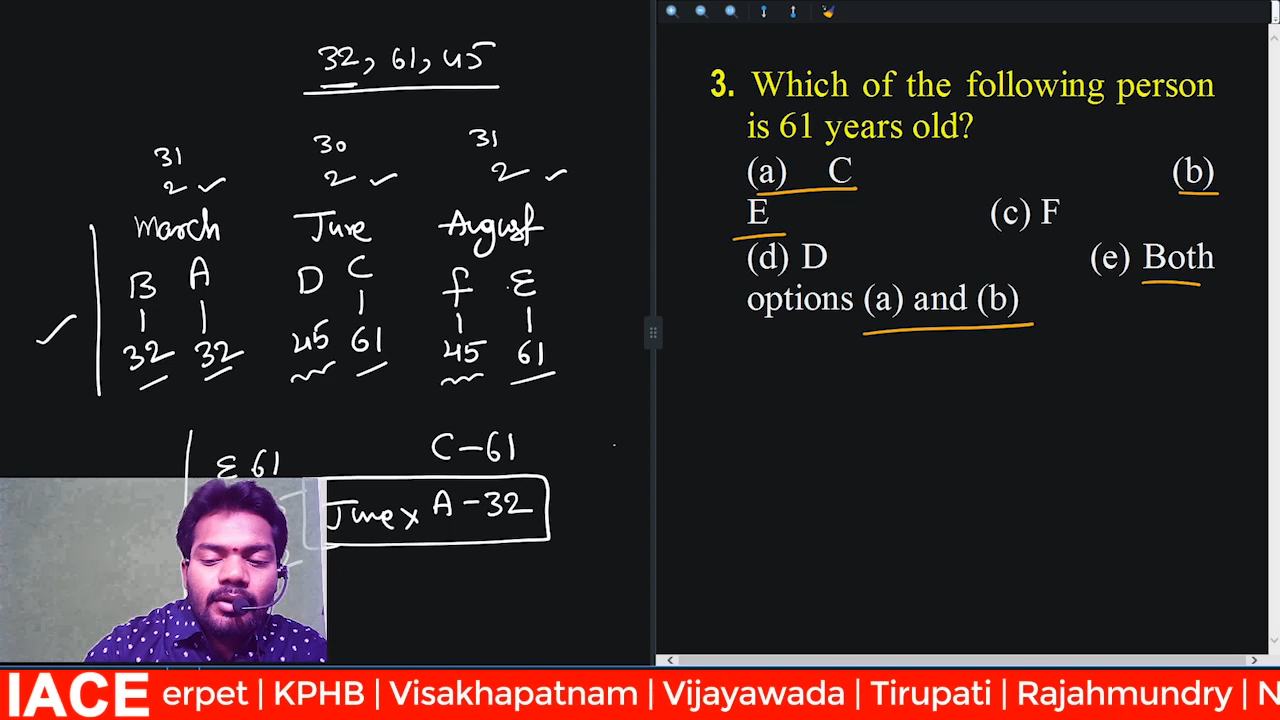 32, 61, 45
31 30 31
2 2 2
March June August
B A D C F E
32 32 45 61 45 61
C-61
E 61
June x A-32
3. Which of the following person
is 61 years old?
(a) C (b)
E (c) F
(d) D (e) Both
options (a) and (b)
IACE erpet | KPHB | Visakhapatnam | Vijayawada | Tirupati | Rajahmundry | N